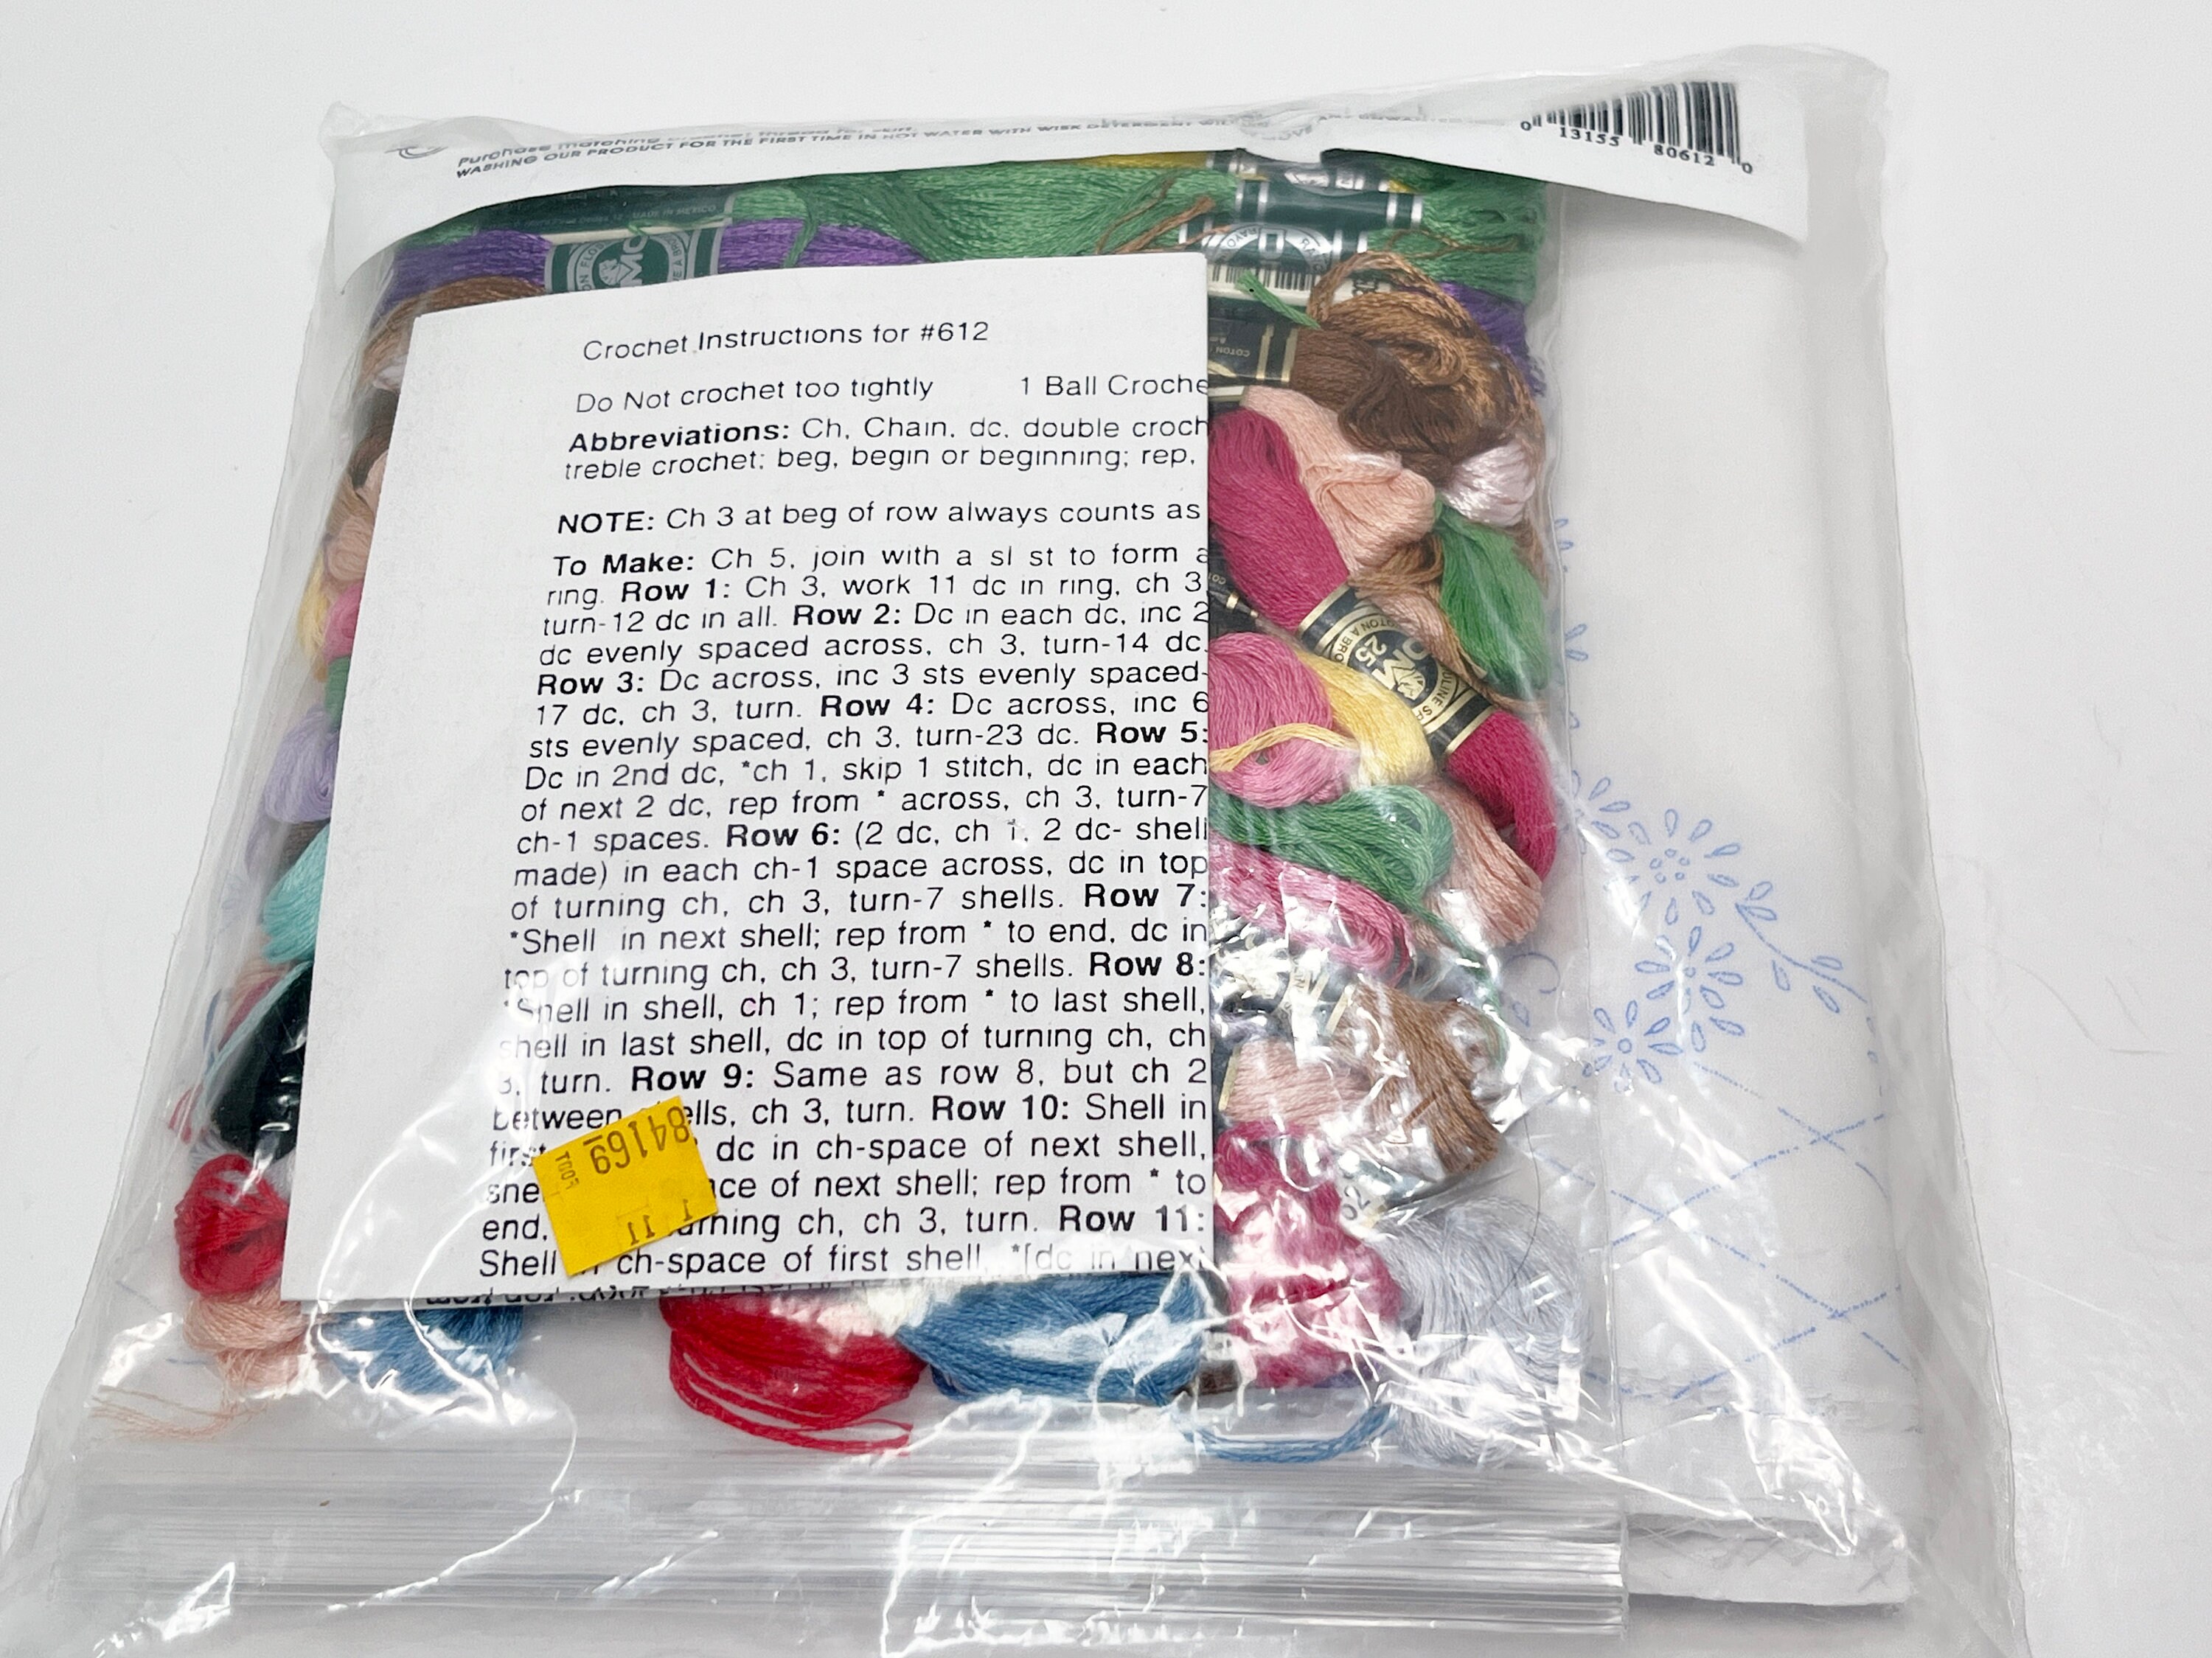 Purchase matching crochet thread for skirt.
WASHING OUR PRODUCT FOR THE FIRST TIME IN HOT WATER WITH WISK DETERGENT WILL
0 13155 80612 0
MADE IN MEXICO
DMC
Crochet Instructions for #612
Do Not crochet too tightly 1 Ball Croche
Abbreviations: Ch, Chain, dc, double croch
treble crochet; beg, begin or beginning; rep,
NOTE: Ch 3 at beg of row always counts as
To Make: Ch 5, join with a sl st to form a
ring. Row 1: Ch 3, work 11 dc in ring, ch 3,
turn-12 dc in all. Row 2: Dc in each dc, inc 2
dc evenly spaced across, ch 3, turn-14 dc.
Row 3: Dc across, inc 3 sts evenly spaced-
17 dc, ch 3, turn. Row 4: Dc across, inc 6
sts evenly spaced, ch 3, turn-23 dc. Row 5:
Dc in 2nd dc, *ch 1, skip 1 stitch, dc in each
of next 2 dc, rep from * across, ch 3, turn-7
ch-1 spaces. Row 6: (2 dc, ch 1, 2 dc- shell
made) in each ch-1 space across, dc in top
of turning ch, ch 3, turn-7 shells. Row 7:
*Shell in next shell; rep from * to end, dc in
top of turning ch, ch 3, turn-7 shells. Row 8:
*Shell in shell, ch 1; rep from * to last shell,
shell in last shell, dc in top of turning ch, ch
3, turn. Row 9: Same as row 8, but ch 2
between shells, ch 3, turn. Row 10: Shell in
first dc in ch-space of next shell,
ace of next shell; rep from * to
end, turning ch, ch 3, turn. Row 11:
Shell in ch-space of first shell, *[dc in next
84169
DMC
25